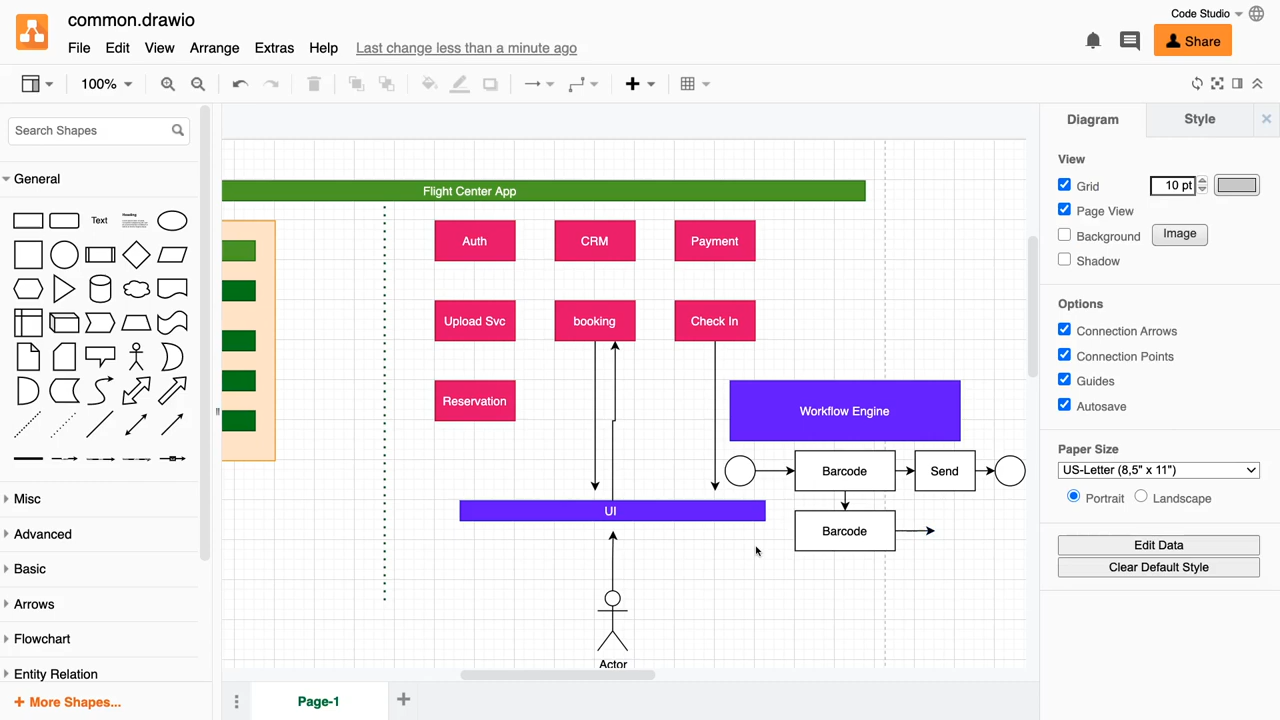 common.drawio
Code Studio
File Edit View Arrange Extras Help Last change less than a minute ago
Share
100%
Search Shapes
General
Text
Heading
Misc
Advanced
Basic
Arrows
Flowchart
Entity Relation
+ More Shapes...
Flight Center App
Auth
CRM
Payment
Upload Svc
booking
Check In
Reservation
Workflow Engine
Barcode
Send
UI
Barcode
Actor
Page-1
Diagram
Style
View
Grid
10 pt
Page View
Background
Image
Shadow
Options
Connection Arrows
Connection Points
Guides
Autosave
Paper Size
US-Letter (8,5" x 11")
Portrait
Landscape
Edit Data
Clear Default Style